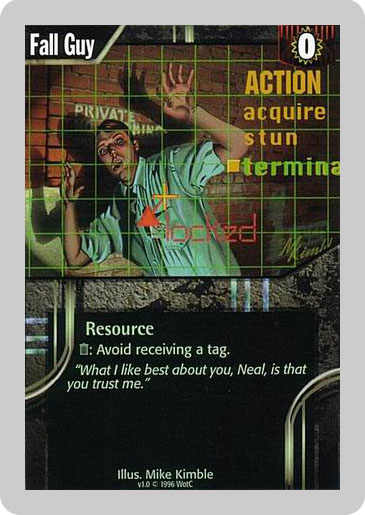 Fall Guy
0
ACTION
acquire
stun
termina
PRIVATE
locked
Resource
: Avoid receiving a tag.
"What I like best about you, Neal, is that
you trust me."
Illus. Mike Kimble
v1.0 © 1996 WotC